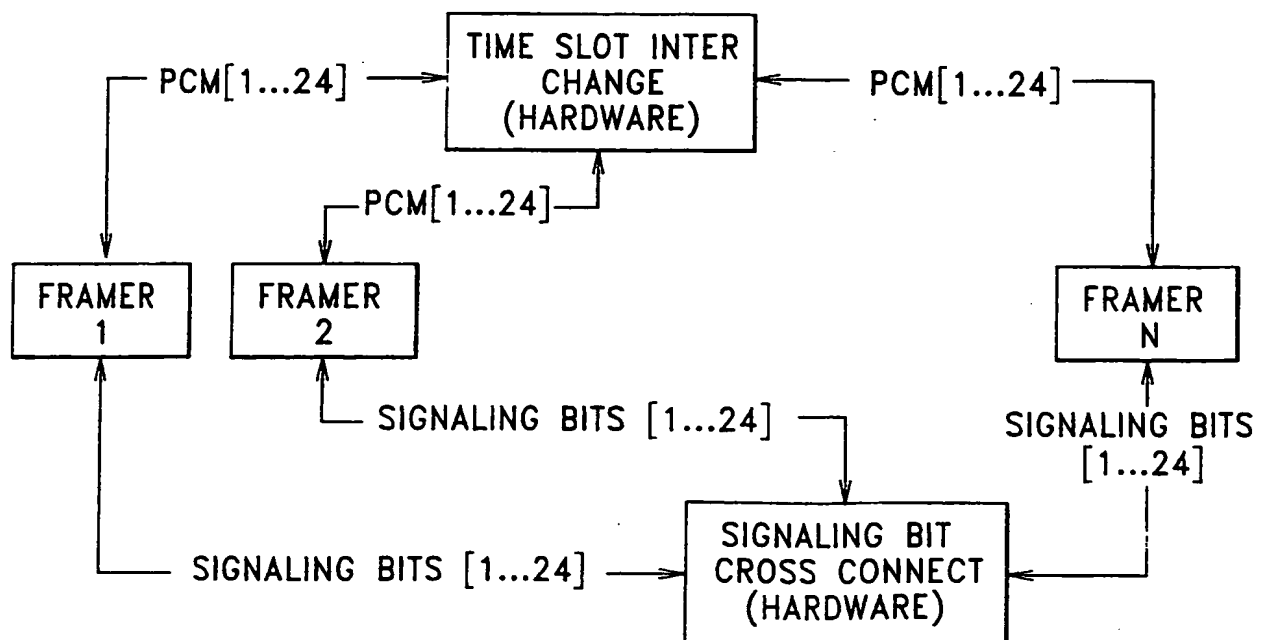 TIME SLOT INTER
CHANGE
(HARDWARE)
PCM[1...24]
PCM[1...24]
PCM[1...24]
FRAMER
1
FRAMER
2
FRAMER
N
SIGNALING BITS [1...24]
SIGNALING BITS
[1...24]
SIGNALING BITS [1...24]
SIGNALING BIT
CROSS CONNECT
(HARDWARE)